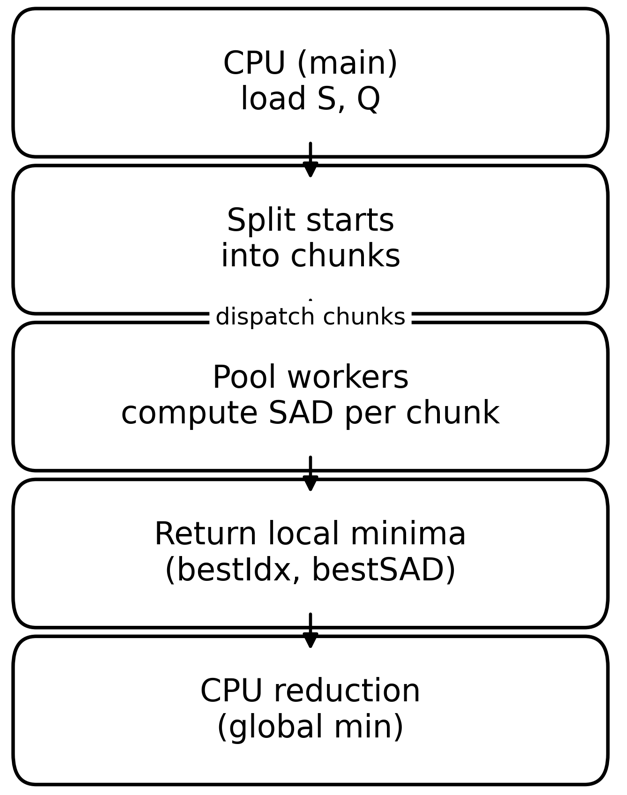 CPU (main)
load S, Q
Split starts
into chunks
dispatch chunks
Pool workers
compute SAD per chunk
Return local minima
(bestIdx, bestSAD)
CPU reduction
(global min)